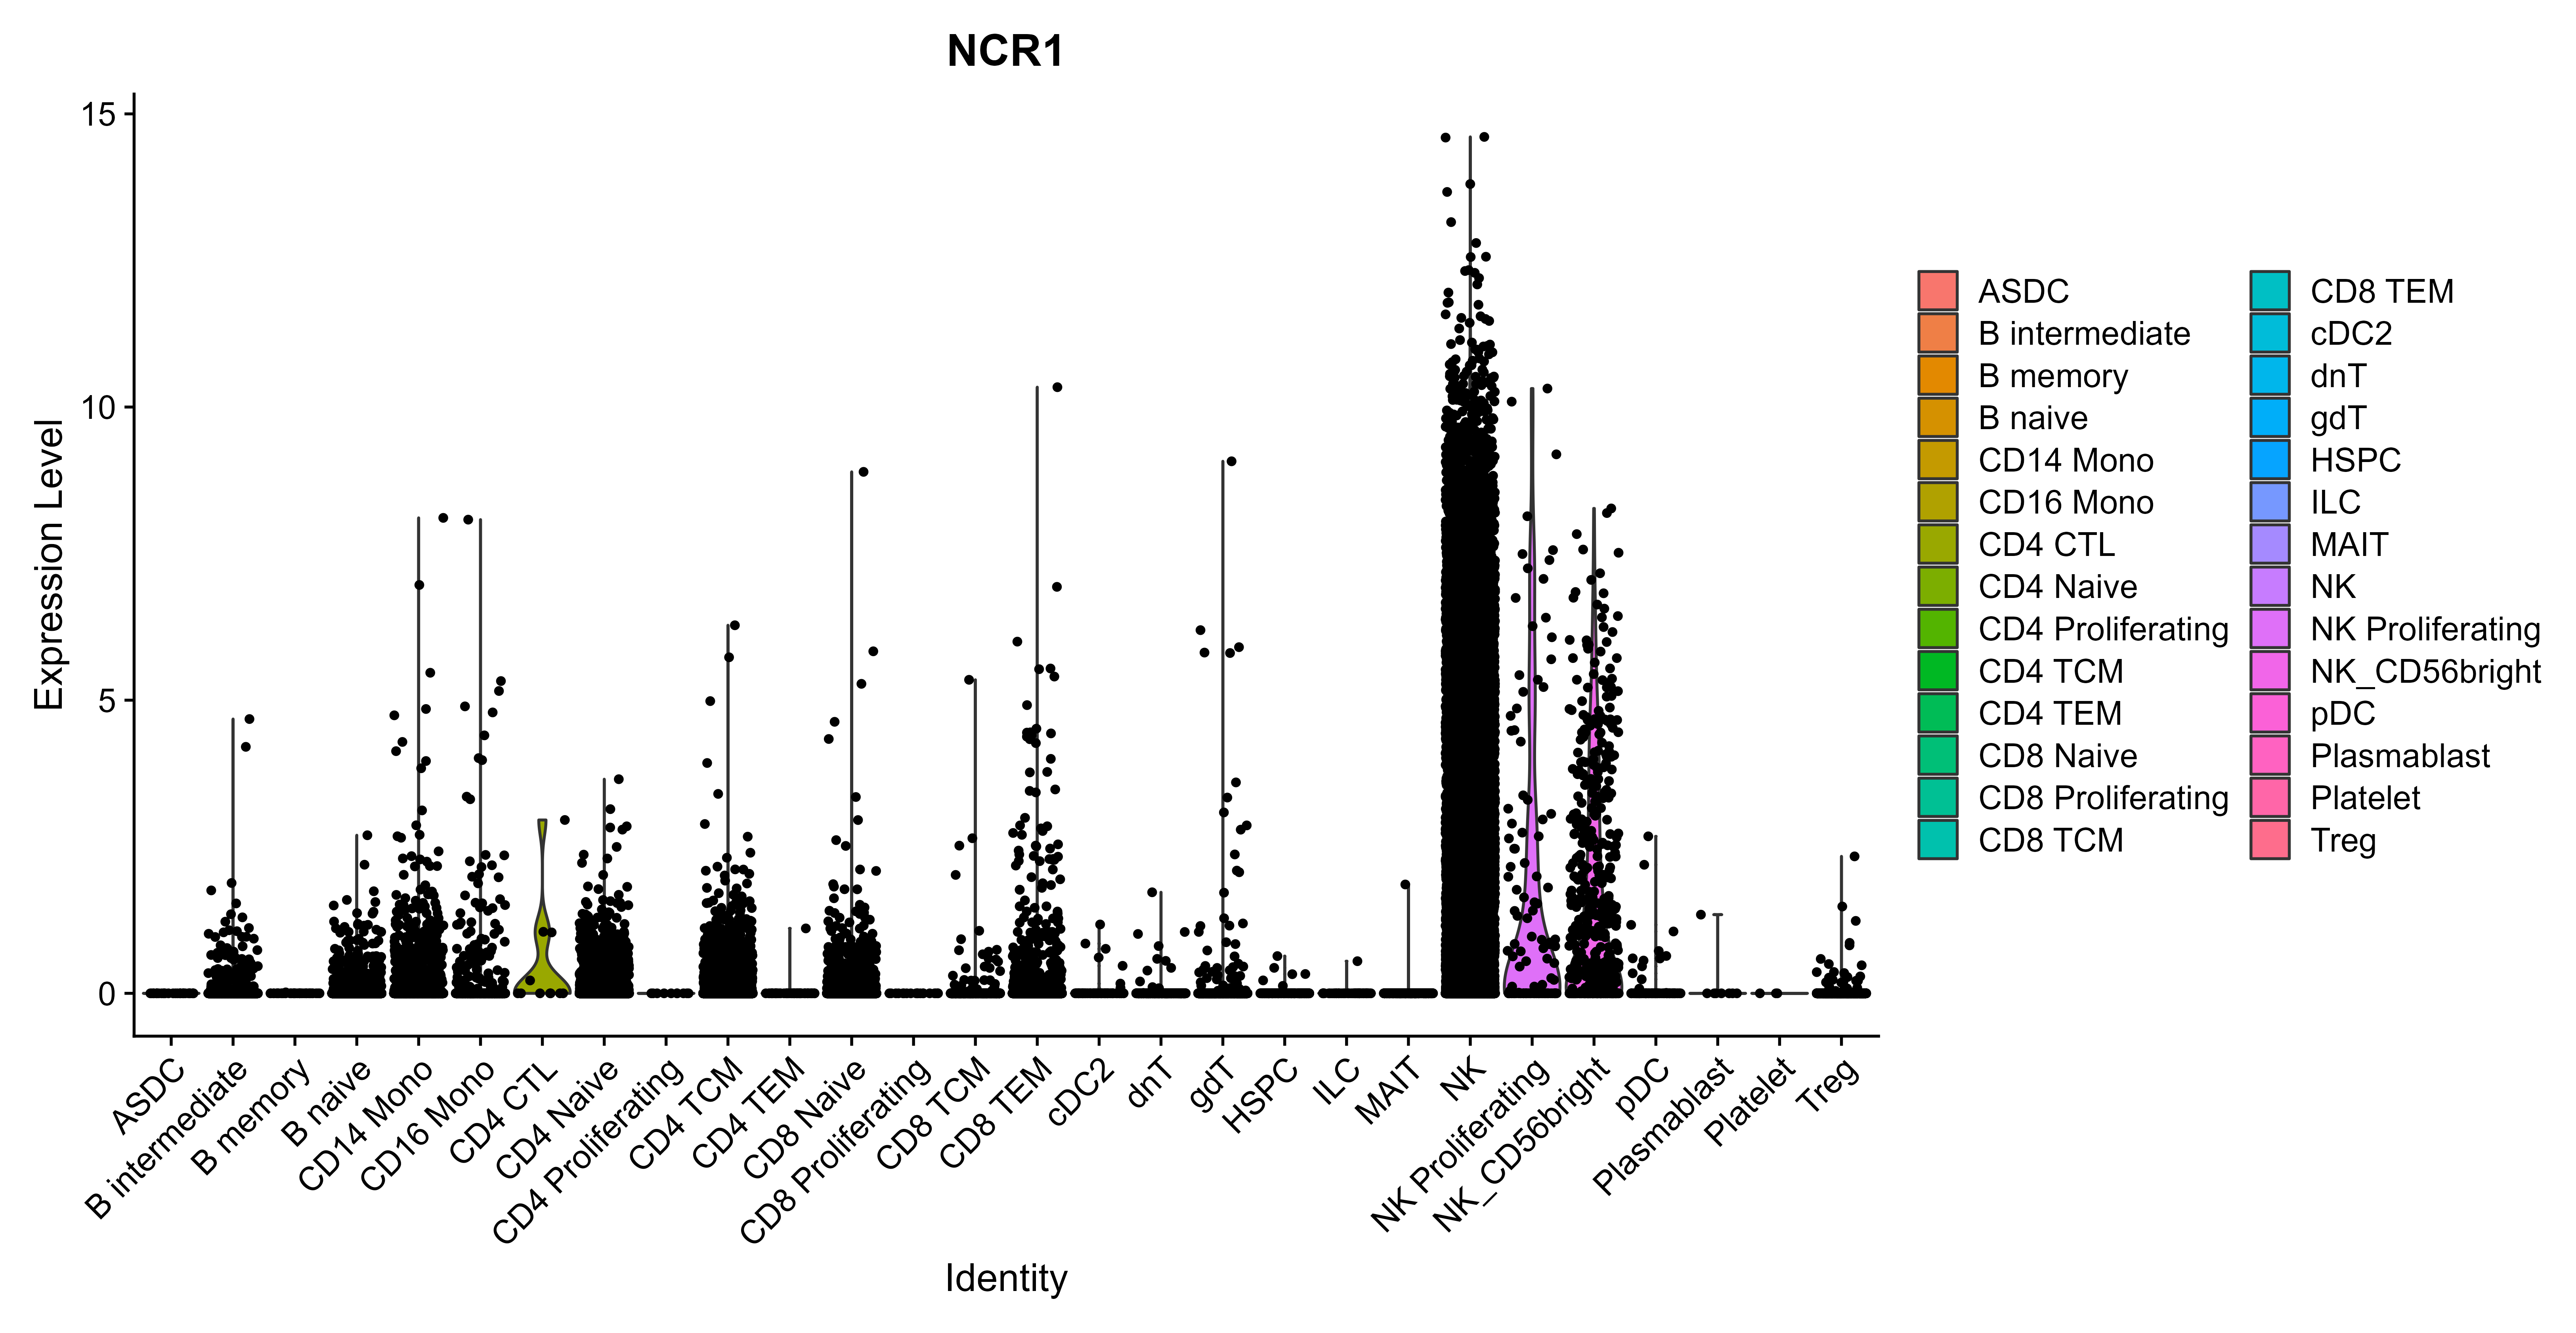 NCR1
Expression Level
15
10
5
0
ASDC
B intermediate
B memory
B naive
CD14 Mono
CD16 Mono
CD4 CTL
CD4 Naive
CD4 Proliferating
CD4 TCM
CD4 TEM
CD8 Naive
CD8 Proliferating
CD8 TCM
CD8 TEM
cDC2
dnT
gdT
HSPC
ILC
MAIT
NK
NK Proliferating
NK_CD56bright
pDC
Plasmablast
Platelet
Treg
Identity
ASDC
B intermediate
B memory
B naive
CD14 Mono
CD16 Mono
CD4 CTL
CD4 Naive
CD4 Proliferating
CD4 TCM
CD4 TEM
CD8 Naive
CD8 Proliferating
CD8 TCM
CD8 TEM
cDC2
dnT
gdT
HSPC
ILC
MAIT
NK
NK Proliferating
NK_CD56bright
pDC
Plasmablast
Platelet
Treg